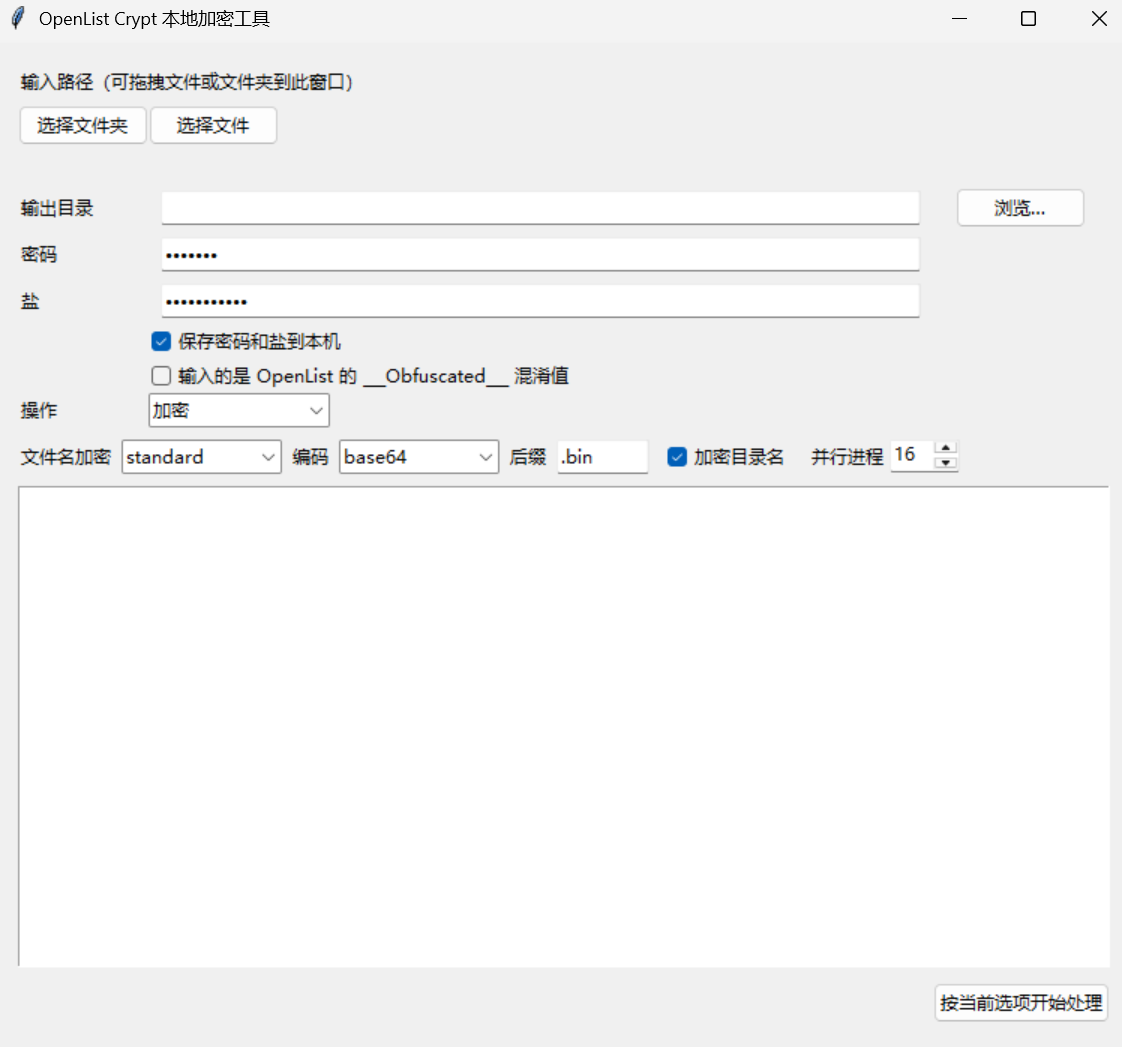 OpenList Crypt 本地加密工具
输入路径（可拖拽文件或文件夹到此窗口）
选择文件夹 选择文件
输出目录 浏览...
密码 •••••••
盐 •••••••••••
保存密码和盐到本机
输入的是 OpenList 的 __Obfuscated__ 混淆值
操作 加密
文件名加密 standard 编码 base64 后缀 .bin 加密目录名 并行进程 16
按当前选项开始处理